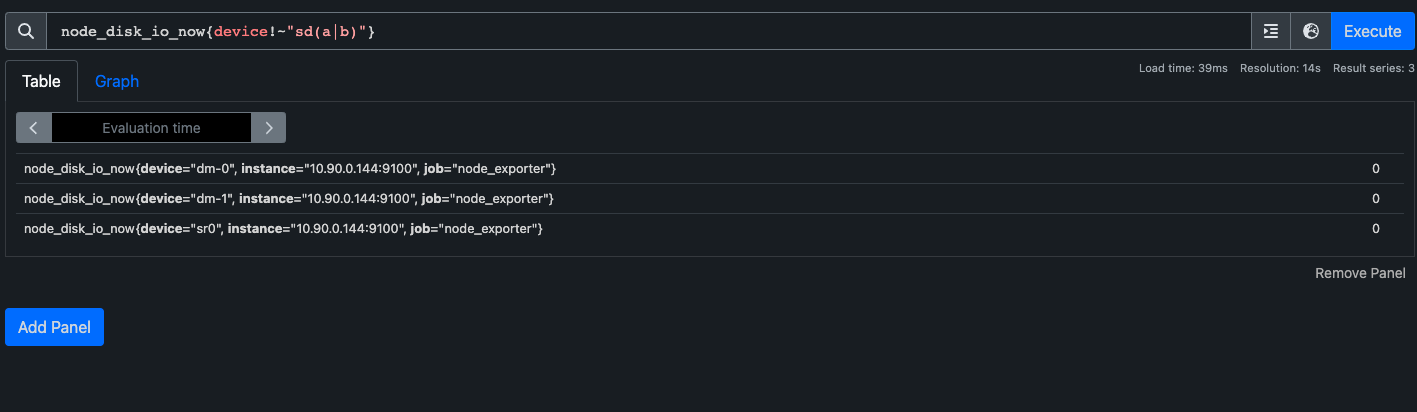 node_disk_io_now{device!~"sd(a|b)"}
Execute
Load time: 39ms Resolution: 14s Result series: 3
Table Graph
Evaluation time
node_disk_io_now{device="dm-0", instance="10.90.0.144:9100", job="node_exporter"} 0
node_disk_io_now{device="dm-1", instance="10.90.0.144:9100", job="node_exporter"} 0
node_disk_io_now{device="sr0", instance="10.90.0.144:9100", job="node_exporter"} 0
Remove Panel
Add Panel